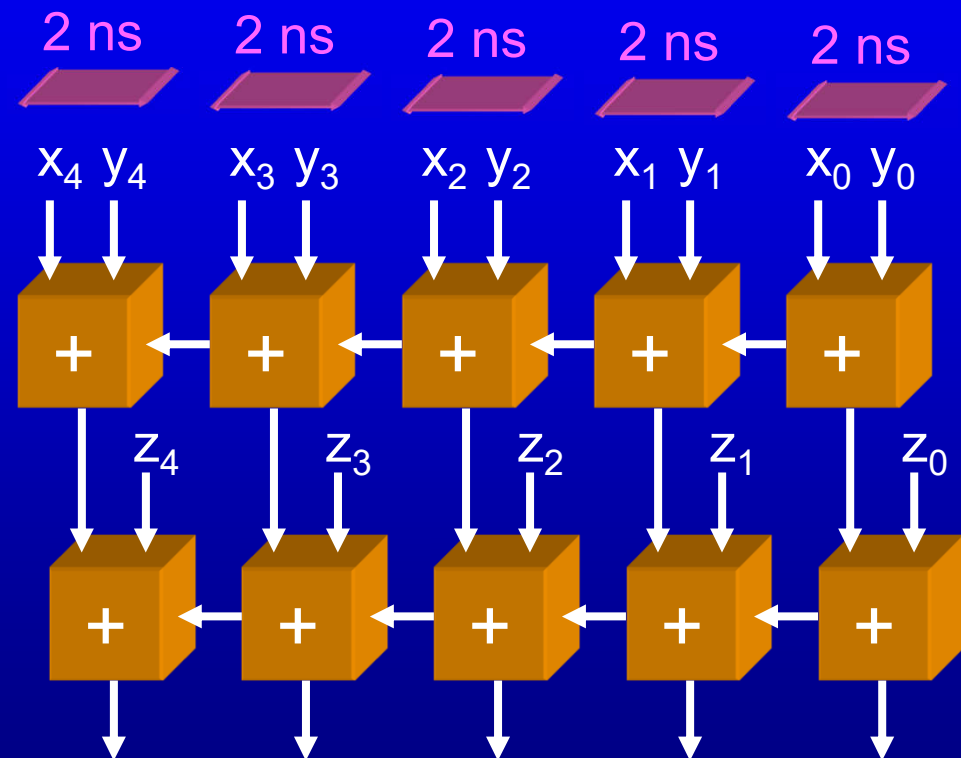 2 ns 2 ns 2 ns 2 ns 2 ns
x₄ y₄ x₃ y₃ x₂ y₂ x₁ y₁ x₀ y₀
+ + + + +
z₄ z₃ z₂ z₁ z₀
+ + + + +